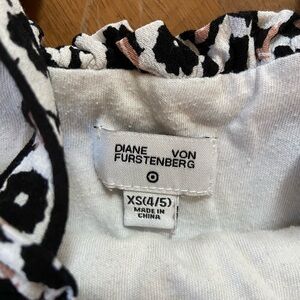 DIANE VON
FURSTENBERG
XS(4/5)
MADE IN
CHINA